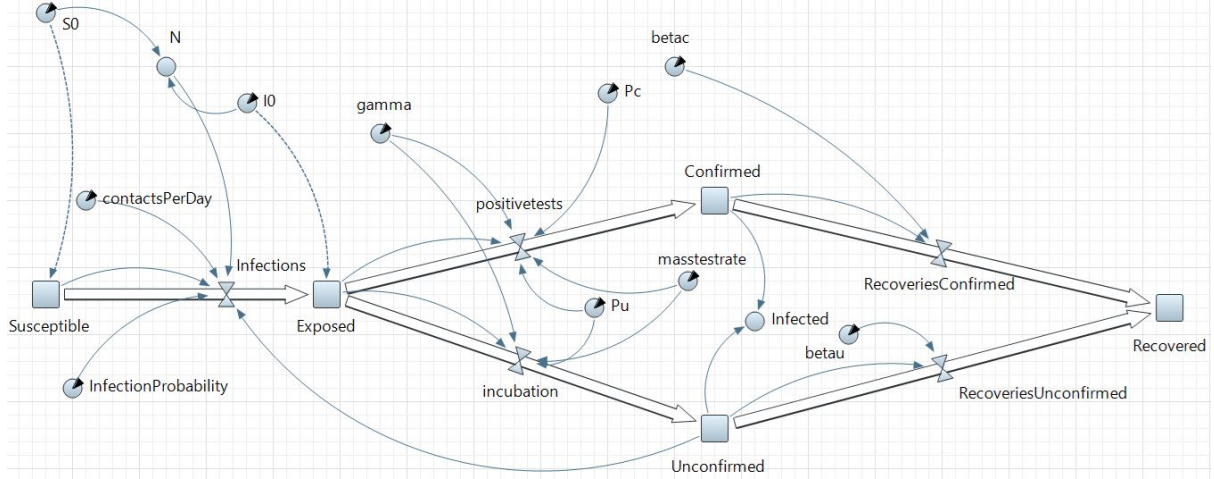 S0
N
betac
I0
gamma
Pc
Confirmed
contactsPerDay
positivetests
Infections
masstestrate
RecoveriesConfirmed
Susceptible
Exposed
Pu
Infected
betau
Recovered
InfectionProbability
incubation
RecoveriesUnconfirmed
Unconfirmed